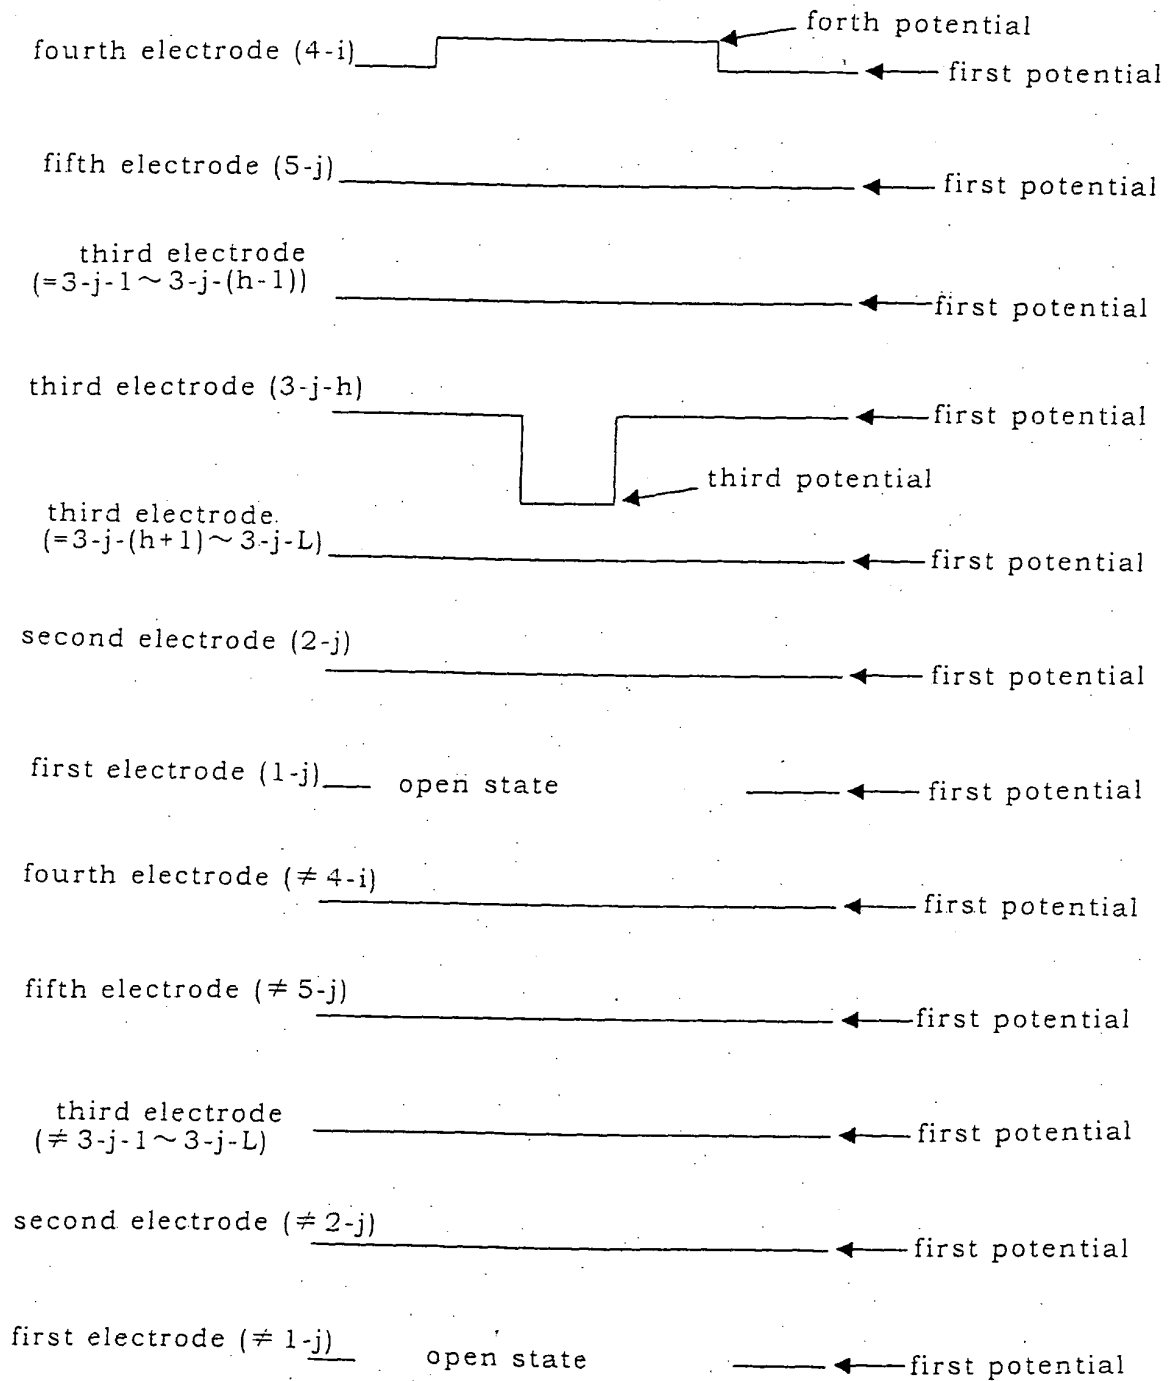 forth potential
fourth electrode (4-i)
first potential
fifth electrode (5-j)
first potential
third electrode
(=3-j-1~3-j-(h-1))
first potential
third electrode (3-j-h)
first potential
third potential
third electrode
(=3-j-(h+1)~3-j-L)
first potential
second electrode (2-j)
first potential
first electrode (1-j)
open state
first potential
fourth electrode (≠4-i)
first potential
fifth electrode (≠5-j)
first potential
third electrode
(≠3-j-1~3-j-L)
first potential
second electrode (≠2-j)
first potential
first electrode (≠1-j)
open state
first potential